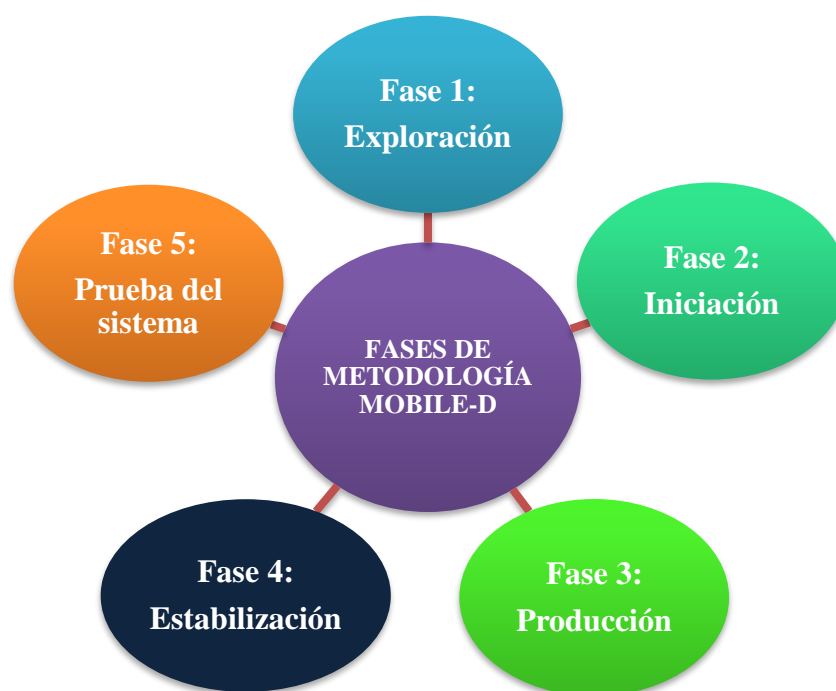 Fase 1:
Exploración
Fase 2:
Iniciación
Fase 3:
Producción
Fase 4:
Estabilización
Fase 5:
Prueba del
sistema
FASES DE
METODOLOGÍA
MOBILE-D